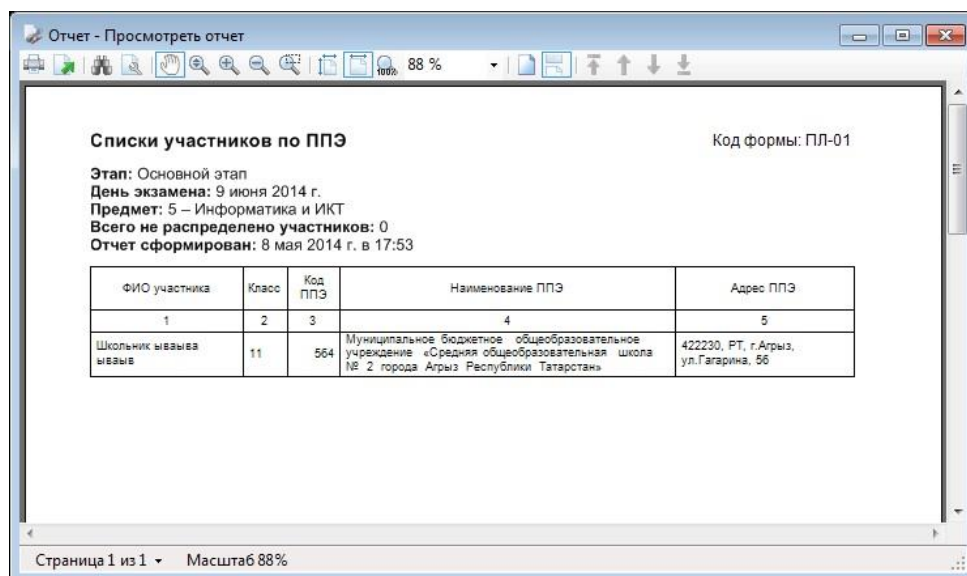 Отчет - Просмотреть отчет
100%
88 %
Списки участников по ППЭ
Код формы: ПЛ-01
Этап: Основной этап
День экзамена: 9 июня 2014 г.
Предмет: 5 – Информатика и ИКТ
Всего не распределено участников: 0
Отчет сформирован: 8 мая 2014 г. в 17:53
ФИО участника
Класс
Код
ППЭ
Наименование ППЭ
Адрес ППЭ
1
2
3
4
5
Школьник ываыва
ываыв
11
564
Муниципальное бюджетное общеобразовательное
учреждение «Средняя общеобразовательная школа
№ 2 города Агрыз Республики Татарстан»
422230, РТ, г.Агрыз,
ул.Гагарина, 56
Страница 1 из 1
Масштаб 88%